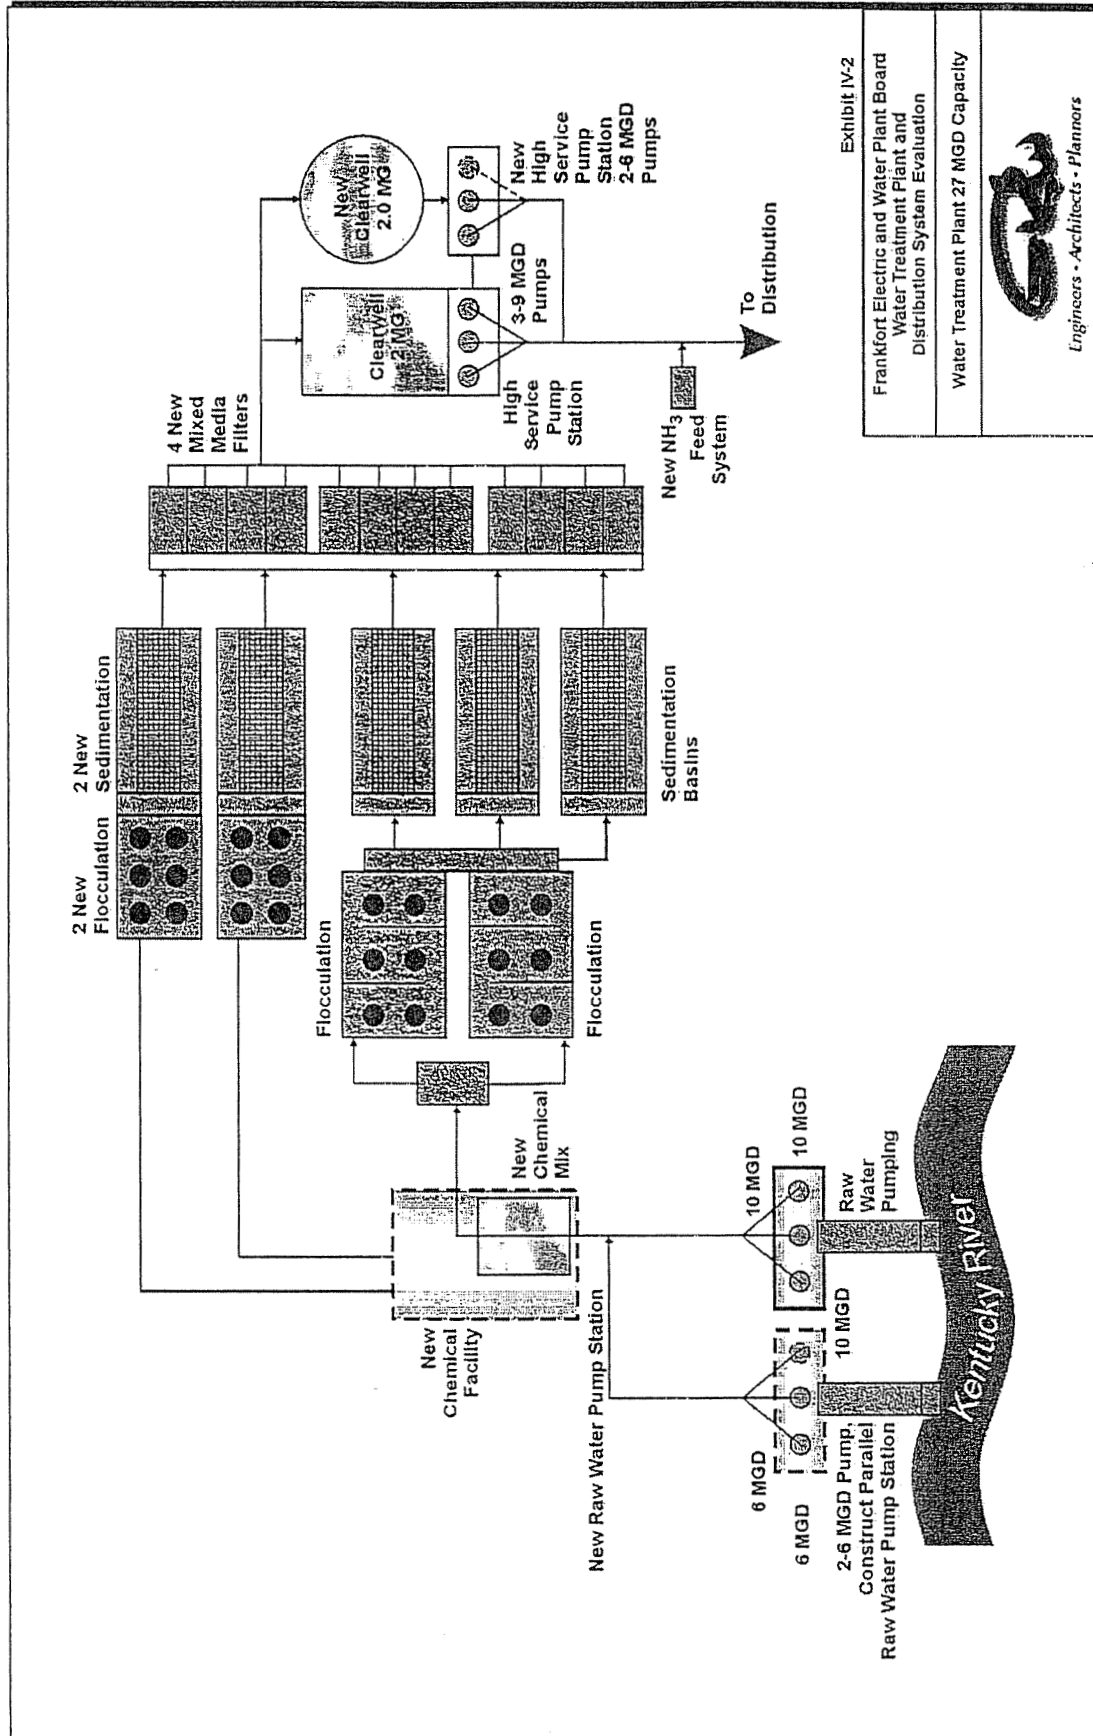 2 New
Flocculation
2 New
Sedimentation
4 New
Mixed
Media
Filters
New
Clearwell
2.0 MG
Clearwell
2 MG
New
High
Service
Pump
Station
2-6 MGD
Pumps
3-9 MGD
Pumps
High
Service
Pump
Station
New NH3
Feed
System
To
Distribution
Sedimentation
Basins
Flocculation
Flocculation
New
Chemical
Mix
New
Chemical
Facility
New Raw Water Pump Station
10 MGD
10 MGD
Raw
Water
Pumping
10 MGD
6 MGD
6 MGD
2-6 MGD Pump,
Construct Parallel
Raw Water Pump Station
Kentucky River
Exhibit IV-2
Frankfort Electric and Water Plant Board
Water Treatment Plant and
Distribution System Evaluation
Water Treatment Plant 27 MGD Capacity
Engineers • Architects • Planners